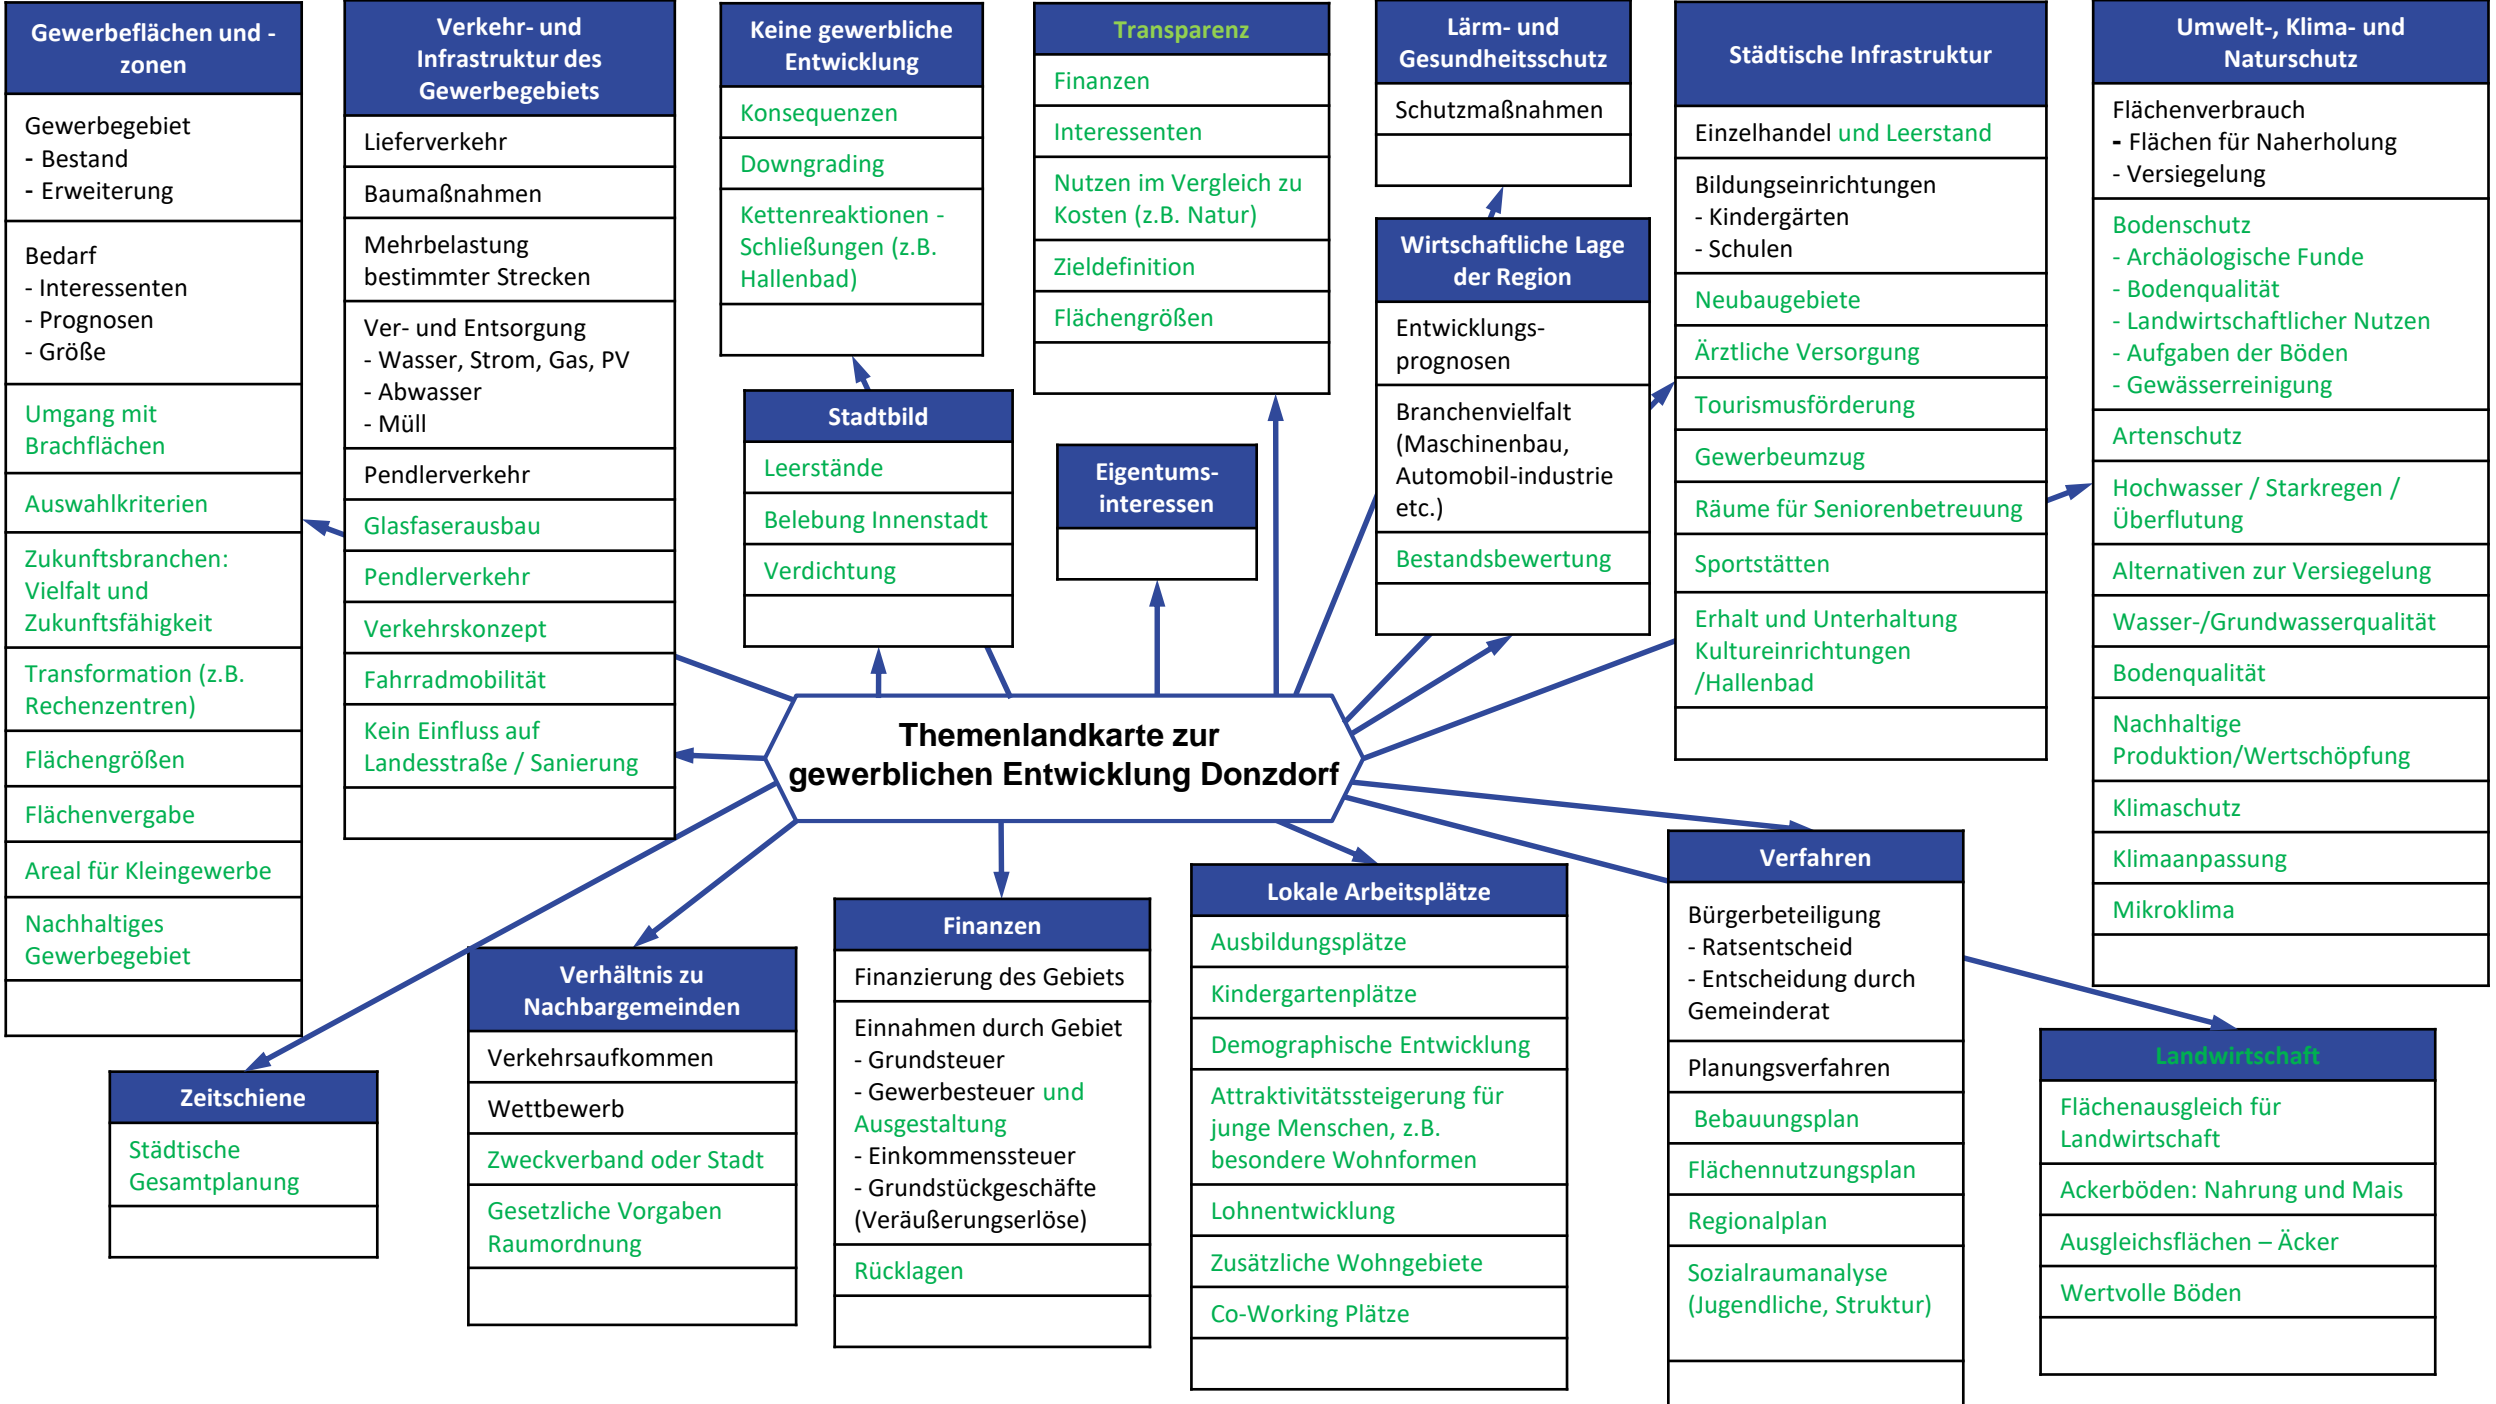 Gewerbeflächen und -
zonen
Gewerbegebiet
- Bestand
- Erweiterung
Bedarf
- Interessenten
- Prognosen
- Größe
Umgang mit
Brachflächen
Auswahlkriterien
Zukunftsbranchen:
Vielfalt und
Zukunftsfähigkeit
Transformation (z.B.
Rechenzentren)
Flächengrößen
Flächenvergabe
Areal für Kleingewerbe
Nachhaltiges
Gewerbegebiet
Verkehr- und
Infrastruktur des
Gewerbegebiets
Lieferverkehr
Baumaßnahmen
Mehrbelastung
bestimmter Strecken
Ver- und Entsorgung
- Wasser, Strom, Gas, PV
- Abwasser
- Müll
Pendlerverkehr
Glasfaserausbau
Pendlerverkehr
Verkehrskonzept
Fahrradmobilität
Kein Einfluss auf
Landesstraße / Sanierung
Keine gewerbliche
Entwicklung
Konsequenzen
Downgrading
Kettenreaktionen -
Schließungen (z.B.
Hallenbad)
Stadtbild
Leerstände
Belebung Innenstadt
Verdichtung
Transparenz
Finanzen
Interessenten
Nutzen im Vergleich zu
Kosten (z.B. Natur)
Zieldefinition
Flächengrößen
Eigentums-
interessen
Lärm- und
Gesundheitsschutz
Schutzmaßnahmen
Wirtschaftliche Lage
der Region
Entwicklungs-
prognosen
Branchenvielfalt
(Maschinenbau,
Automobil-industrie
etc.)
Bestandsbewertung
Städtische Infrastruktur
Einzelhandel und Leerstand
Bildungseinrichtungen
- Kindergärten
- Schulen
Neubaugebiete
Ärztliche Versorgung
Tourismusförderung
Gewerbeumzug
Räume für Seniorenbetreuung
Sportstätten
Erhalt und Unterhaltung
Kultureinrichtungen
/Hallenbad
Umwelt-, Klima- und
Naturschutz
Flächenverbrauch
- Flächen für Naherholung
- Versiegelung
Bodenschutz
- Archäologische Funde
- Bodenqualität
- Landwirtschaftlicher Nutzen
- Aufgaben der Böden
- Gewässerreinigung
Artenschutz
Hochwasser / Starkregen /
Überflutung
Alternativen zur Versiegelung
Wasser-/Grundwasserqualität
Bodenqualität
Nachhaltige
Produktion/Wertschöpfung
Klimaschutz
Klimaanpassung
Mikroklima
Themenlandkarte zur
gewerblichen Entwicklung Donzdorf
Zeitschiene
Städtische
Gesamtplanung
Verhältnis zu
Nachbargemeinden
Verkehrsaufkommen
Wettbewerb
Zweckverband oder Stadt
Gesetzliche Vorgaben
Raumordnung
Finanzen
Finanzierung des Gebiets
Einnahmen durch Gebiet
- Grundsteuer
- Gewerbesteuer und
Ausgestaltung
- Einkommenssteuer
- Grundstückgeschäfte
(Veräußerungserlöse)
Rücklagen
Lokale Arbeitsplätze
Ausbildungsplätze
Kindergartenplätze
Demographische Entwicklung
Attraktivitätssteigerung für
junge Menschen, z.B.
besondere Wohnformen
Lohnentwicklung
Zusätzliche Wohngebiete
Co-Working Plätze
Verfahren
Bürgerbeteiligung
- Ratsentscheid
- Entscheidung durch
Gemeinderat
Planungsverfahren
Bebauungsplan
Flächennutzungsplan
Regionalplan
Sozialraumanalyse
(Jugendliche, Struktur)
Landwirtschaft
Flächenausgleich für
Landwirtschaft
Ackerböden: Nahrung und Mais
Ausgleichsflächen – Äcker
Wertvolle Böden